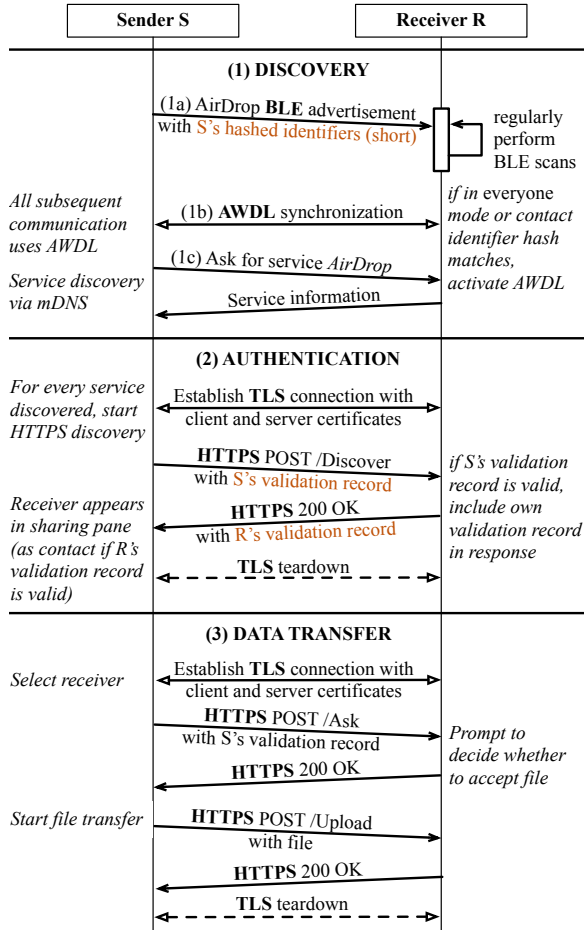 Sender S
Receiver R
(1) DISCOVERY
(1a) AirDrop BLE advertisement
with S's hashed identifiers (short)
regularly
perform
BLE scans
All subsequent
communication
uses AWDL
(1b) AWDL synchronization
if in everyone
mode or contact
identifier hash
matches,
activate AWDL
(1c) Ask for service AirDrop
Service discovery
via mDNS
Service information
(2) AUTHENTICATION
For every service
discovered, start
HTTPS discovery
Establish TLS connection with
client and server certificates
HTTPS POST /Discover
with S's validation record
if S's validation
record is valid,
include own
validation record
in response
Receiver appears
in sharing pane
(as contact if R's
validation record
is valid)
HTTPS 200 OK
with R's validation record
TLS teardown
(3) DATA TRANSFER
Select receiver
Establish TLS connection with
client and server certificates
HTTPS POST /Ask
with S's validation record
Prompt to
decide whether
to accept file
HTTPS 200 OK
Start file transfer
HTTPS POST /Upload
with file
HTTPS 200 OK
TLS teardown